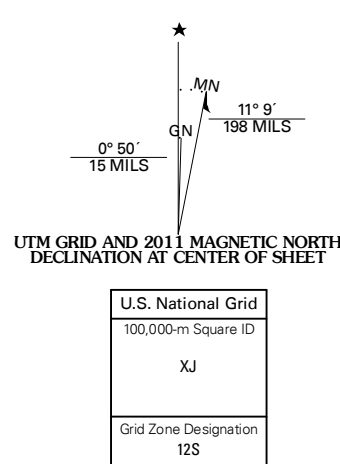 ★
MN
GN
11° 9´
198 MILS
0° 50´
15 MILS
UTM GRID AND 2011 MAGNETIC NORTH
DECLINATION AT CENTER OF SHEET
U.S. National Grid
100,000-m Square ID
XJ
Grid Zone Designation
12S